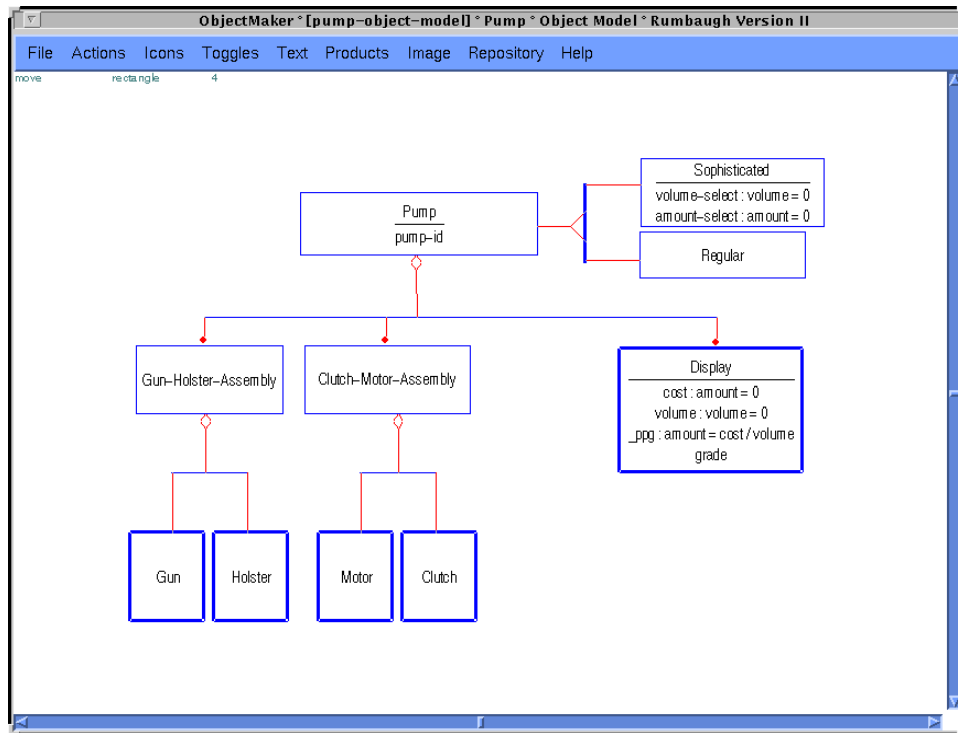 ObjectMaker * [pump-object-model] * Pump * Object Model * Rumbaugh Version II
File Actions Icons Toggles Text Products Image Repository Help
move rectangle 4
Sophisticated
volume-select : volume = 0
amount-select : amount = 0
Pump
pump-id
Regular
Gun-Holster-Assembly
Clutch-Motor-Assembly
Display
cost : amount = 0
volume : volume = 0
_ppg : amount = cost / volume
grade
Gun
Holster
Motor
Clutch